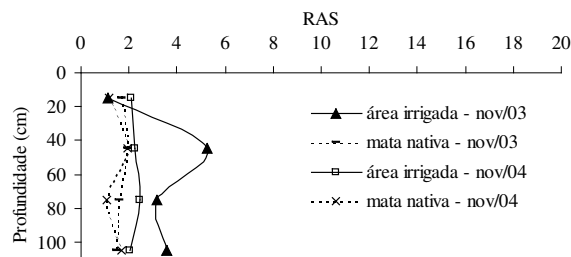 RAS
0 2 4 6 8 10 12 14 16 18 20
Profundidade (cm)
0
20
40
60
80
100
área irrigada - nov/03
mata nativa - nov/03
área irrigada - nov/04
mata nativa - nov/04